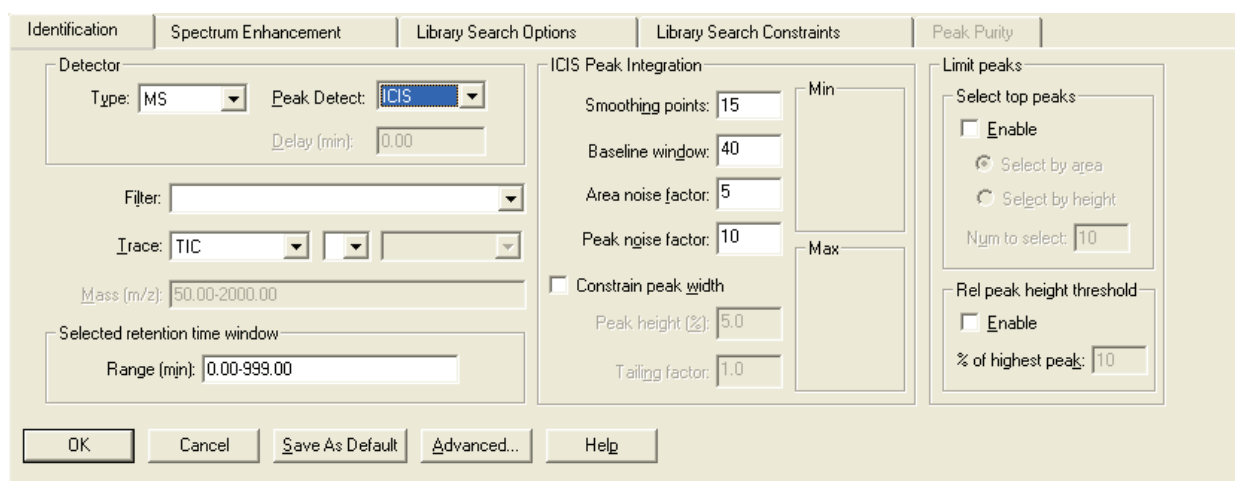 Identification
Spectrum Enhancement
Library Search Options
Library Search Constraints
Peak Purity
Detector
Type: MS
Peak Detect: ICIS
Delay (min): 0.00
Filter:
Trace: TIC
Mass (m/z): 50.00-2000.00
Selected retention time window
Range (min): 0.00-999.00
ICIS Peak Integration
Smoothing points: 15
Baseline window: 40
Area noise factor: 5
Peak noise factor: 10
Constrain peak width
Peak height (%): 5.0
Tailing factor: 1.0
Min
Max
Limit peaks
Select top peaks
Enable
Select by area
Select by height
Num to select: 10
Rel peak height threshold
Enable
% of highest peak: 10
OK
Cancel
Save As Default
Advanced...
Help